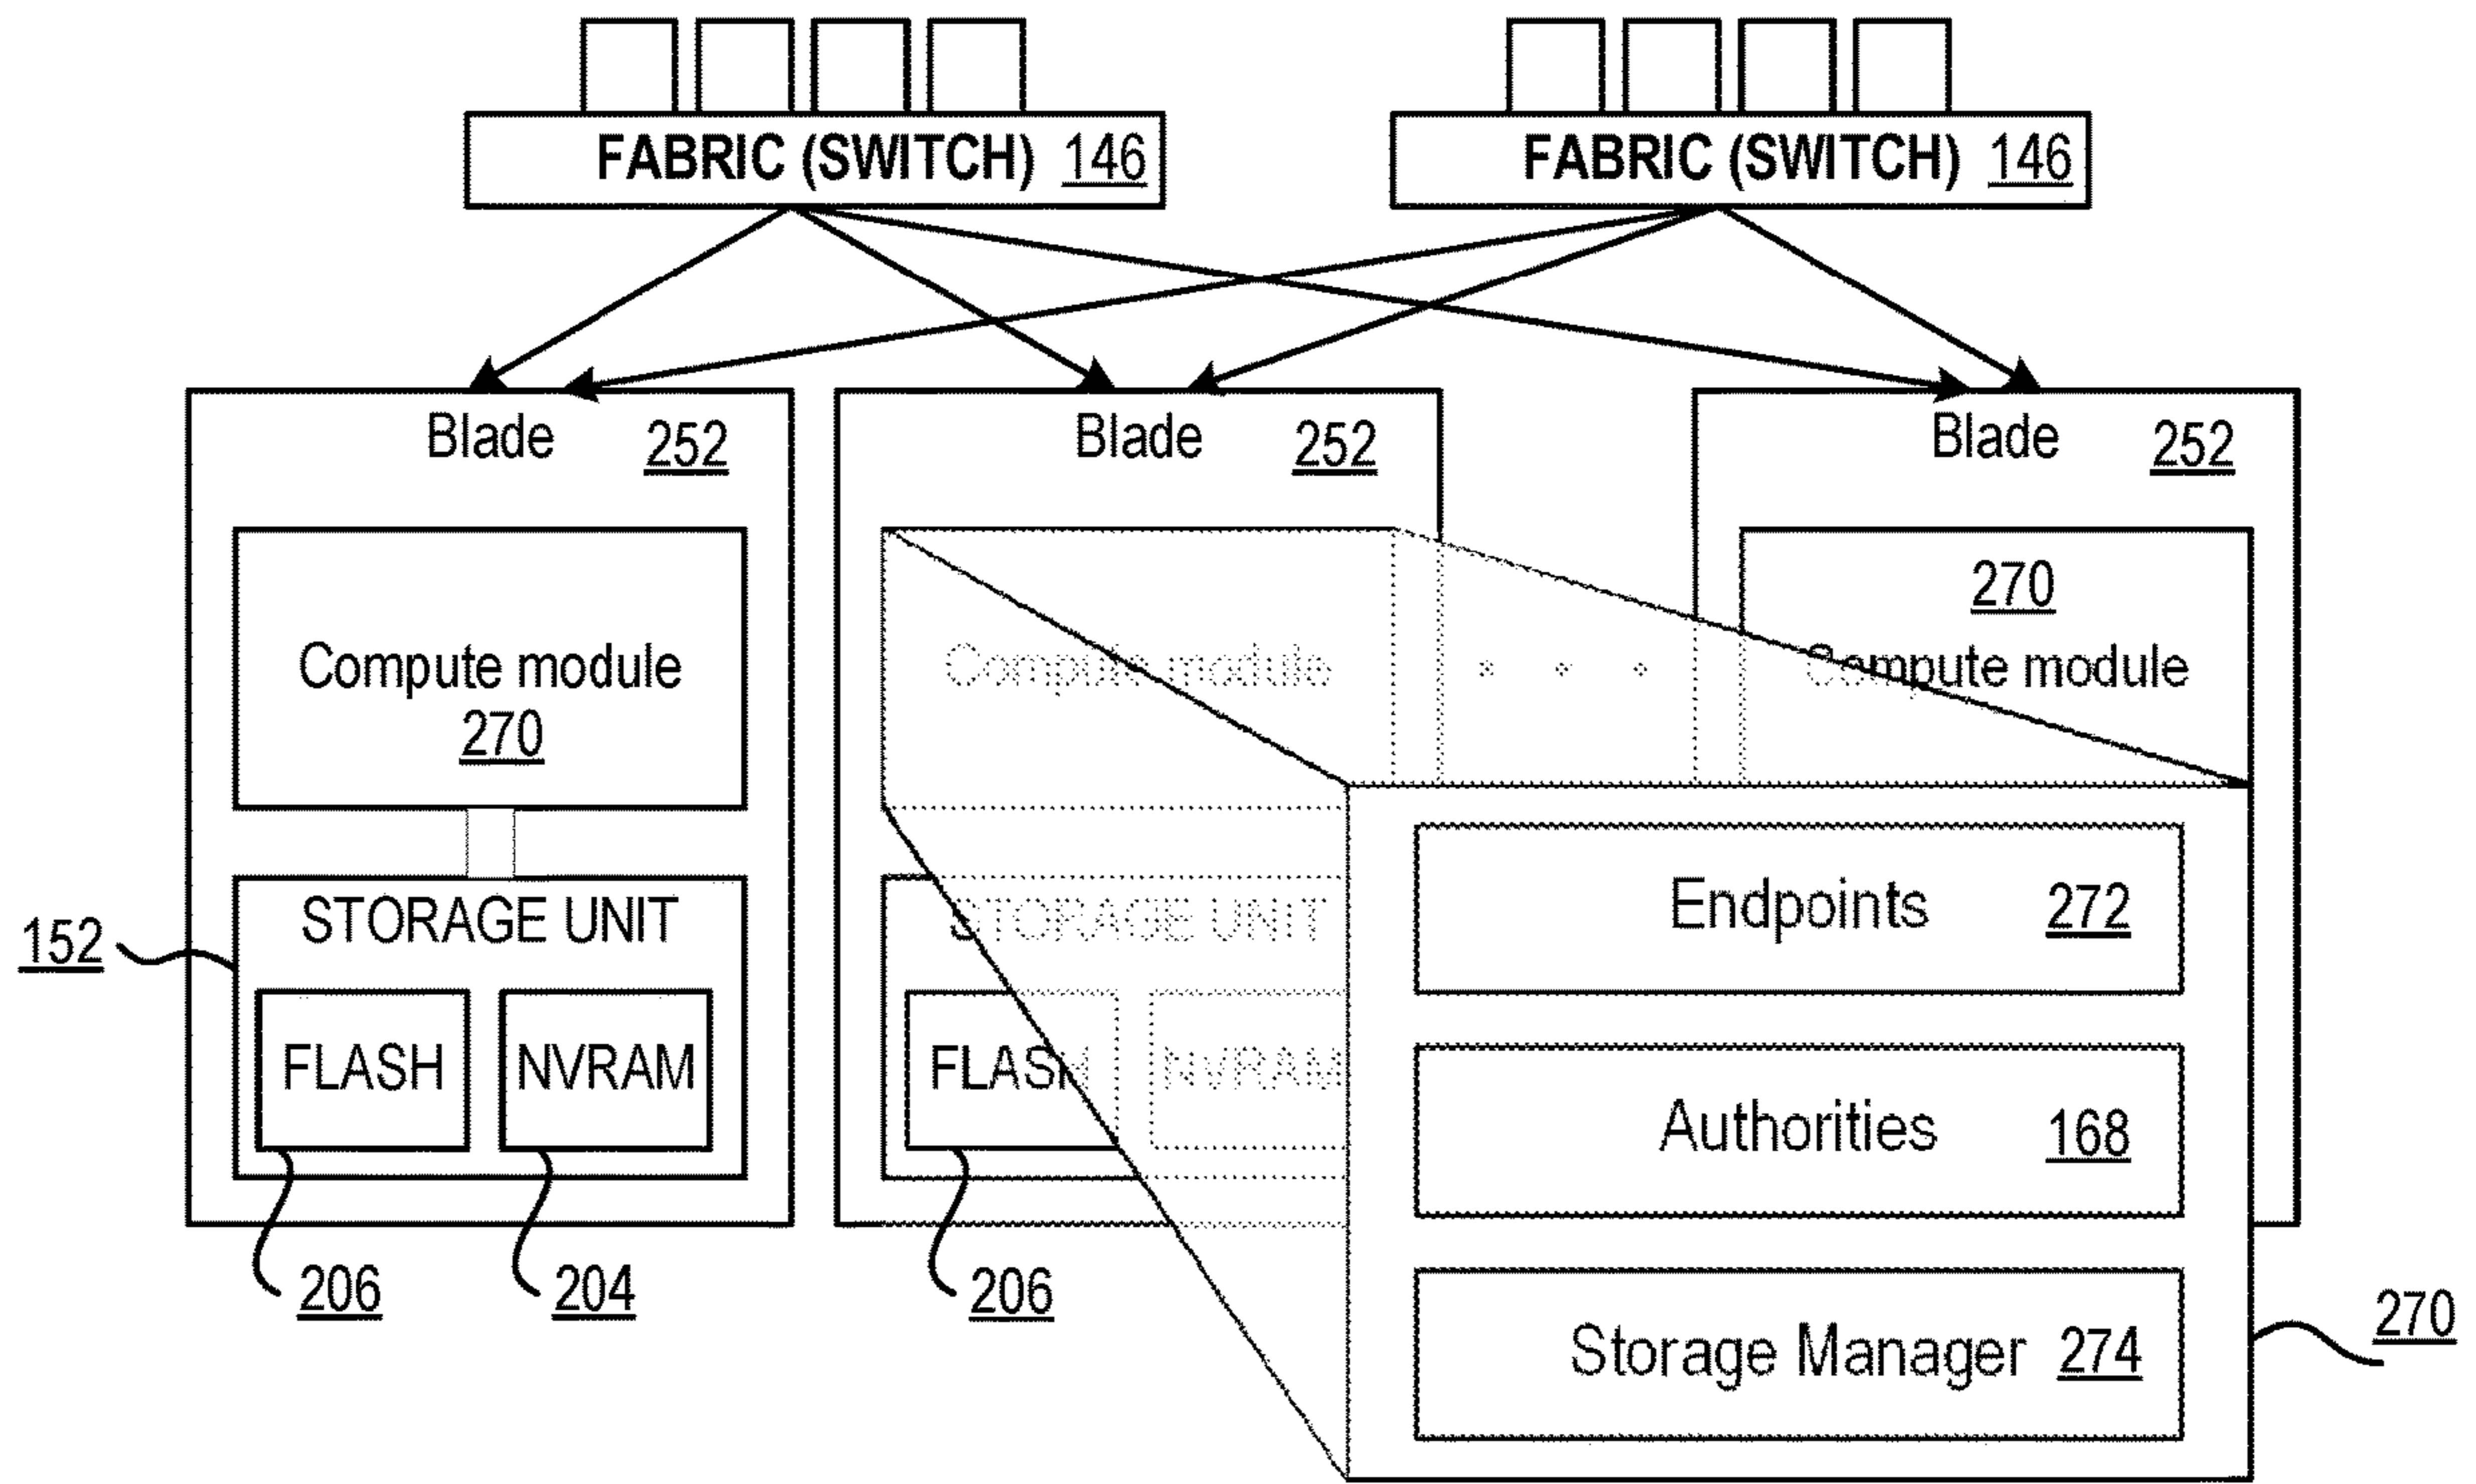 FABRIC (SWITCH) 146
FABRIC (SWITCH) 146
Blade 252
Blade 252
Blade 252
Compute module
270
Compute module
270
Compute module
152
STORAGE UNIT
FLASH
NVRAM
206
204
STORAGE UNIT
FLASH
NVRAM
206
Endpoints 272
Authorities 168
Storage Manager 274
270